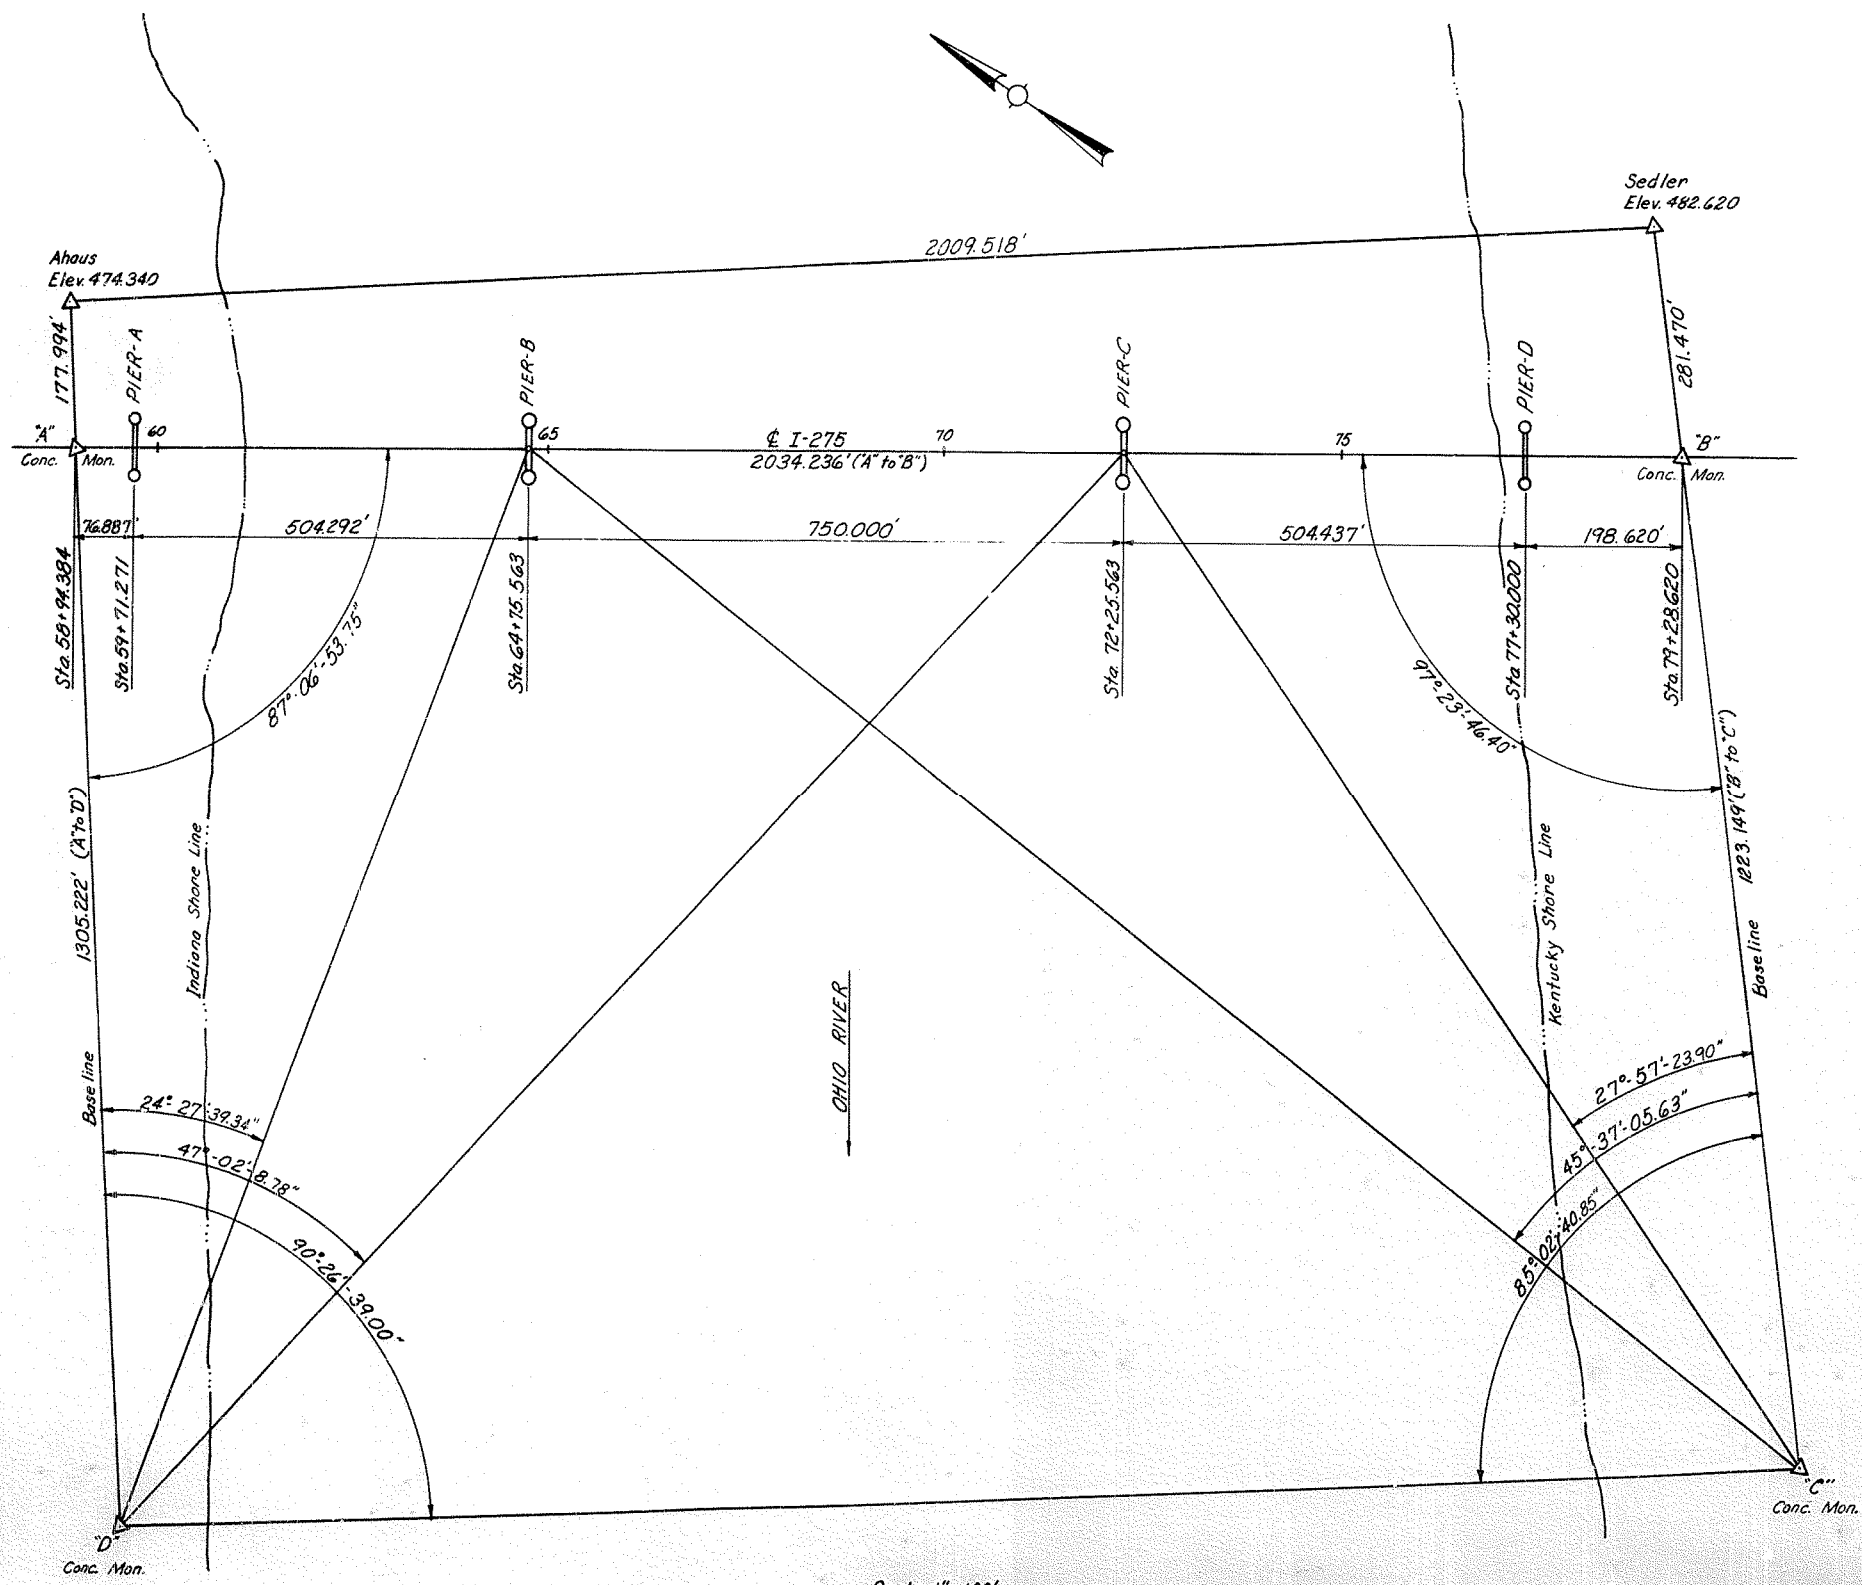 Sedler
Elev. 482.620
2009.518'
Ahaus
Elev. 474.340
177.994'
PIER-A
PIER-B
PIER-C
PIER-D
281.470'
"A"
Conc. Mon.
60
65
℄ I-275
2034.236' ("A" to "B")
70
75
"B"
Conc. Mon.
76.887'
504.292'
750.000'
504.437'
198.620'
Sta. 58+94.384
Sta. 59+71.271
Sta. 64+75.563
Sta. 72+25.563
Sta 77+30.000
Sta. 79+28.620
87°-06'-53.75"
97°-23'-46.40"
1305.222' ("A" to "D")
Base line
Indiana Shore Line
OHIO RIVER
Kentucky Shore Line
1223.149' ("B" to "C")
Base line
24°-27'-39.34"
47°-02'-8.78"
90°-26'-39.00"
27°-57'-23.90"
45°-37'-05.63"
85°-02'-40.85"
"D"
Conc. Mon.
"C"
Conc. Mon.